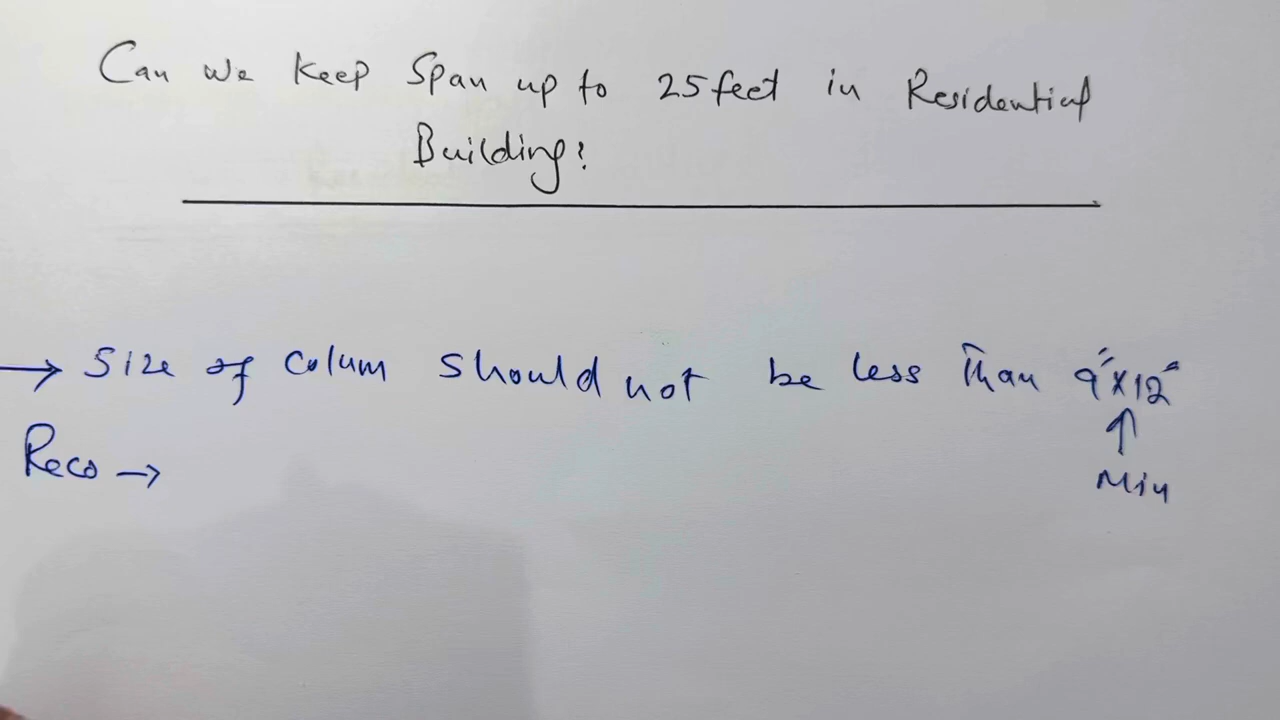 Can we Keep Span up to 25feet in Residential
Building?
→ Size of Colum Should not be less Than 9"x12"
↑
Reco →
Min